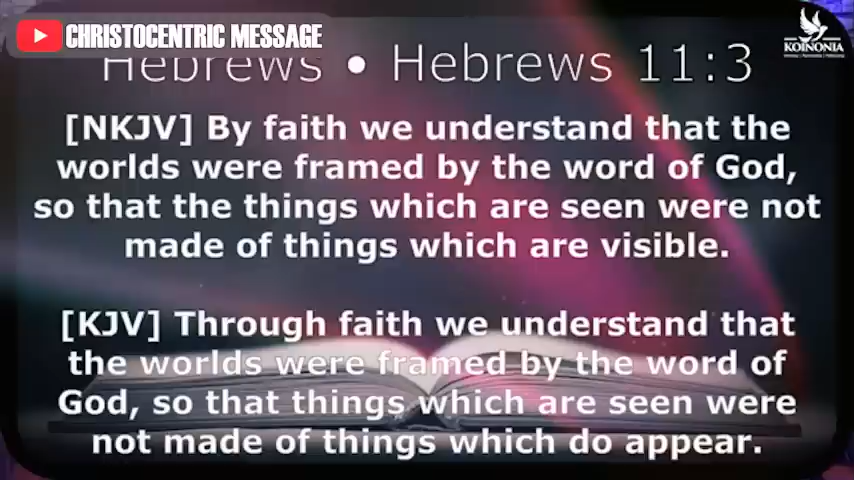 CHRISTOCENTRIC MESSAGE
KOINONIA
Hebrews • Hebrews 11:3
[NKJV] By faith we understand that the
worlds were framed by the word of God,
so that the things which are seen were not
made of things which are visible.
[KJV] Through faith we understand that
the worlds were framed by the word of
God, so that things which are seen were
not made of things which do appear.